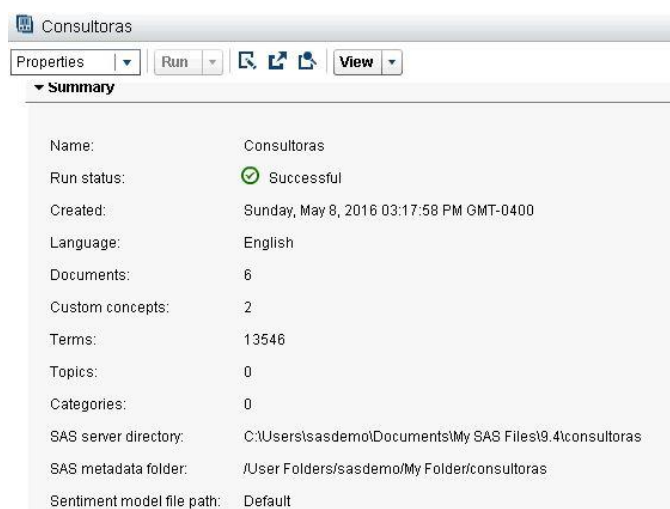 Consultoras
Properties Run View
Summary
Name: Consultoras
Run status: Successful
Created: Sunday, May 8, 2016 03:17:58 PM GMT-0400
Language: English
Documents: 6
Custom concepts: 2
Terms: 13546
Topics: 0
Categories: 0
SAS server directory: C:\Users\sasdemo\Documents\My SAS Files\9.4\consultoras
SAS metadata folder: /User Folders/sasdemo/My Folder/consultoras
Sentiment model file path: Default